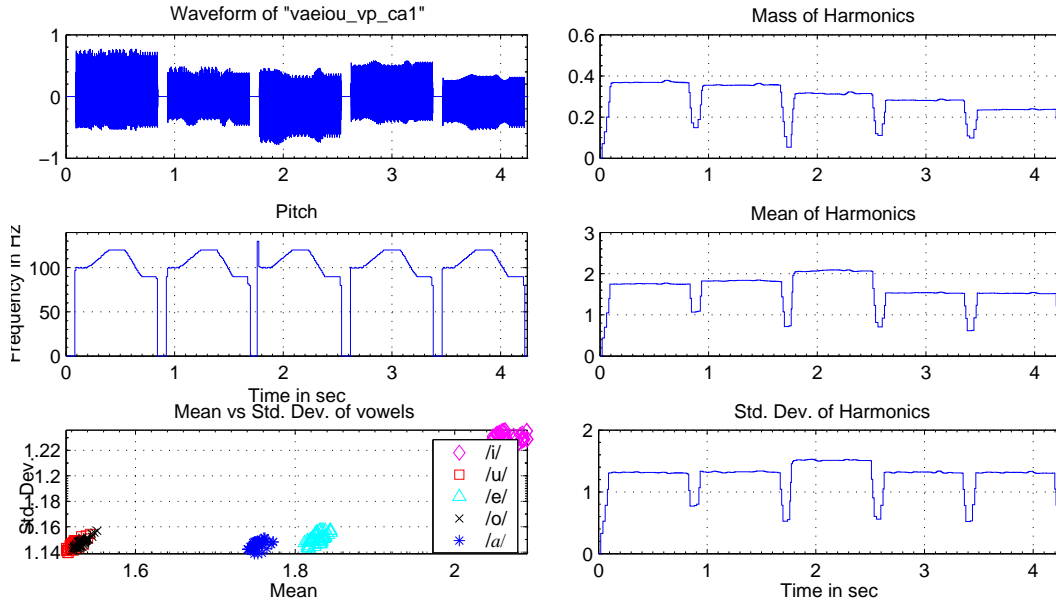 Waveform of "vaeiou_vp_ca1"
1
0
−1
0 1 2 3 4
Mass of Harmonics
0.6
0.4
0.2
0
0 1 2 3 4
Pitch
Frequency in Hz
100
50
0
0 1 2 3 4
Time in sec
Mean of Harmonics
3
2
1
0
0 1 2 3 4
Mean vs Std. Dev. of vowels
Std. Dev.
1.22
1.2
1.18
1.16
1.14
1.6 1.8 2
Mean
/i/
/u/
/e/
/o/
/a/
Std. Dev. of Harmonics
2
1
0
0 1 2 3 4
Time in sec